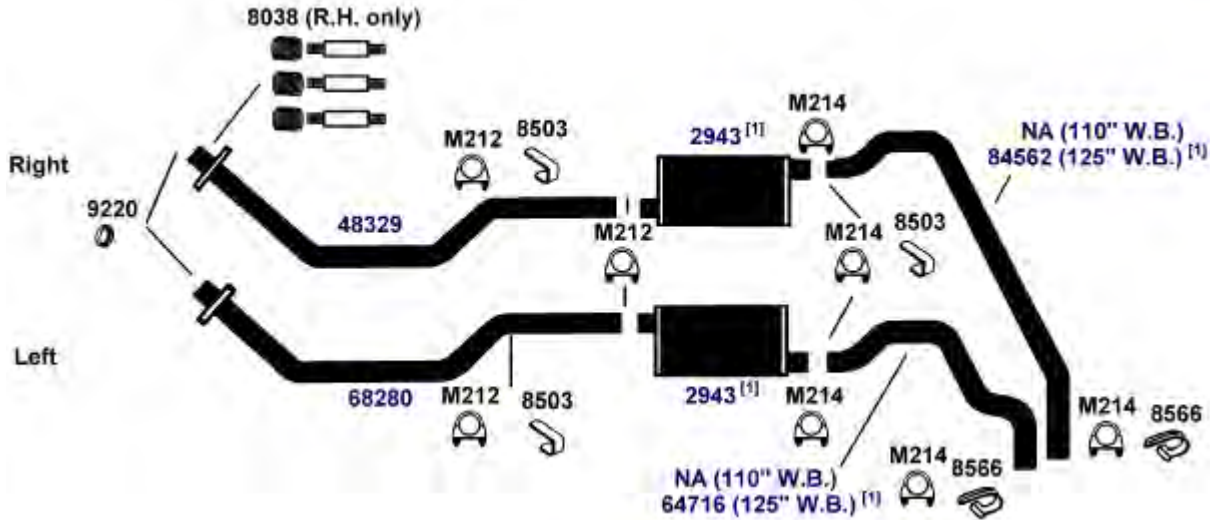 8038 (R.H. only)
M214
M212
8503
2943 [1]
NA (110" W.B.)
84562 (125" W.B.) [1]
Right
9220
48329
M212
M214
8503
Left
68280
M212
8503
2943 [1]
M214
M214
8566
NA (110" W.B.)
64716 (125" W.B.) [1]
M214
8566